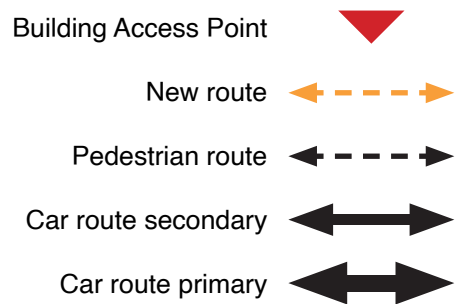 Building Access Point
New route
Pedestrian route
Car route secondary
Car route primary